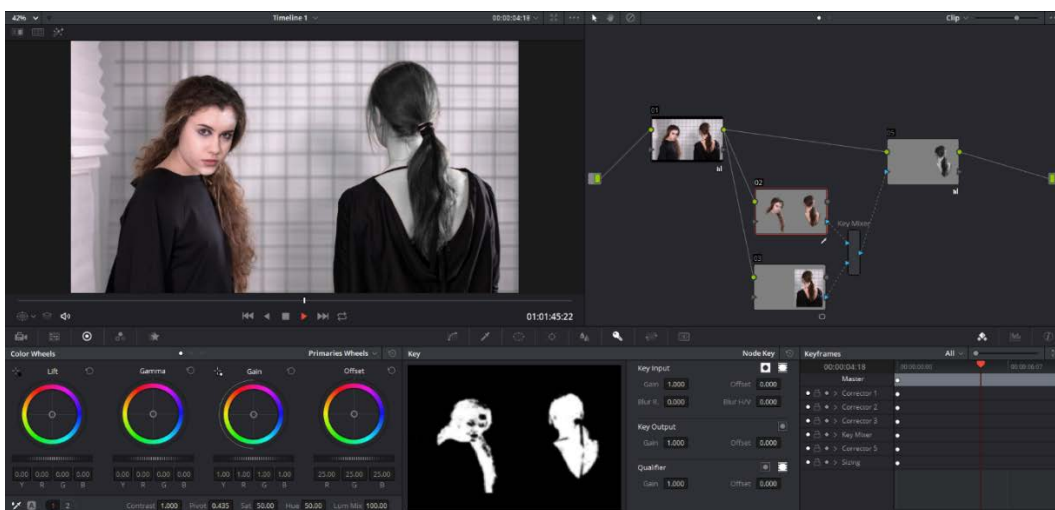 42%
Timeline 1
00:00:04:18
Clip
01
02
03
05
Key Mixer
01:01:45:22
Color Wheels
Primaries Wheels
Key
Node Key
Keyframes
All
Lift
Gamma
Gain
Offset
0.00 0.00 0.00 0.00
0.00 0.00 0.00 0.00
1.00 1.00 1.00 1.00
25.00 25.00 25.00
Y R G B
Y R G B
Y R G B
R G B
A 1 2
Contrast 1.000 Pivot 0.435 Sat 50.00 Hue 50.00 Lum Mix 100.00
Key Input
Gain 1.000 Offset 0.000
Blur R. 0.000 Blur H/V 0.000
Key Output
Gain 1.000 Offset 0.000
Qualifier
Gain 1.000 Offset 0.000
00:00:04:18
00:00:00:00
00:00:06:07
Master
Corrector 1
Corrector 2
Corrector 3
Key Mixer
Corrector 5
Sizing